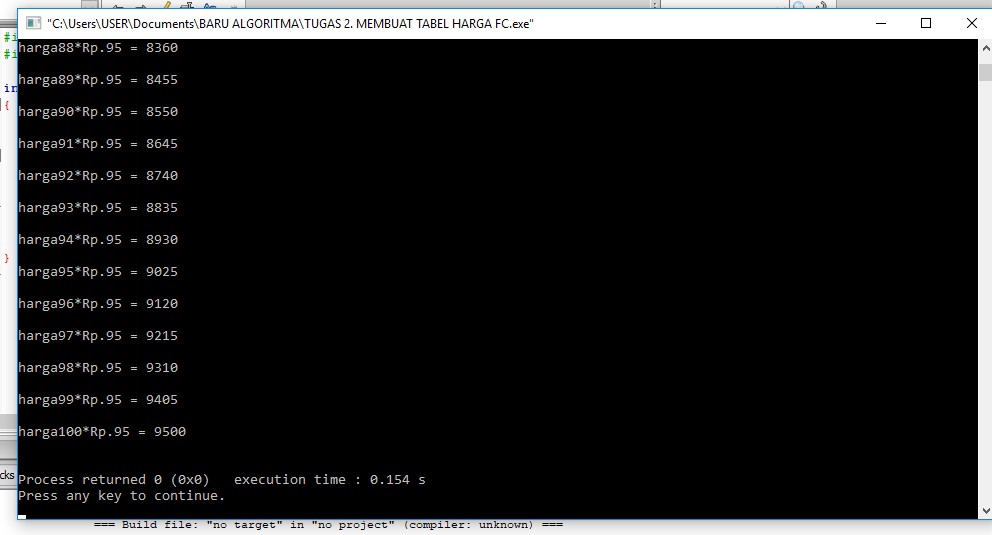 "C:\Users\USER\Documents\BARU ALGORITMA\TUGAS 2. MEMBUAT TABEL HARGA FC.exe"
#i
#i
in
{
}
harga88*Rp.95 = 8360
harga89*Rp.95 = 8455
harga90*Rp.95 = 8550
harga91*Rp.95 = 8645
harga92*Rp.95 = 8740
harga93*Rp.95 = 8835
harga94*Rp.95 = 8930
harga95*Rp.95 = 9025
harga96*Rp.95 = 9120
harga97*Rp.95 = 9215
harga98*Rp.95 = 9310
harga99*Rp.95 = 9405
harga100*Rp.95 = 9500
Process returned 0 (0x0)   execution time : 0.154 s
Press any key to continue.
cks
=== Build file: "no target" in "no project" (compiler: unknown) ===